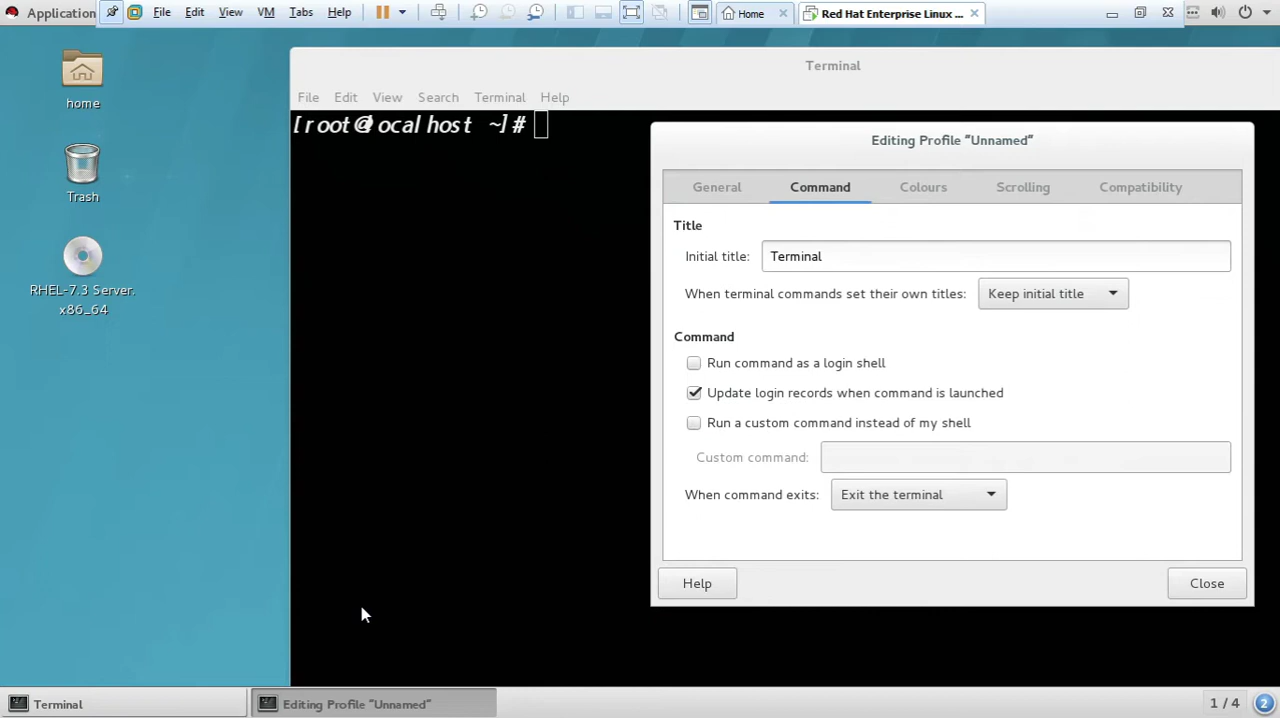 Application File Edit View VM Tabs Help Home Red Hat Enterprise Linux ...
home
Trash
RHEL-7.3 Server.
x86_64
Terminal
File Edit View Search Terminal Help
[root@localhost ~]#
Editing Profile "Unnamed"
General Command Colours Scrolling Compatibility
Title
Initial title: Terminal
When terminal commands set their own titles: Keep initial title
Command
Run command as a login shell
Update login records when command is launched
Run a custom command instead of my shell
Custom command:
When command exits: Exit the terminal
Help Close
Terminal Editing Profile "Unnamed" 1 / 4 2